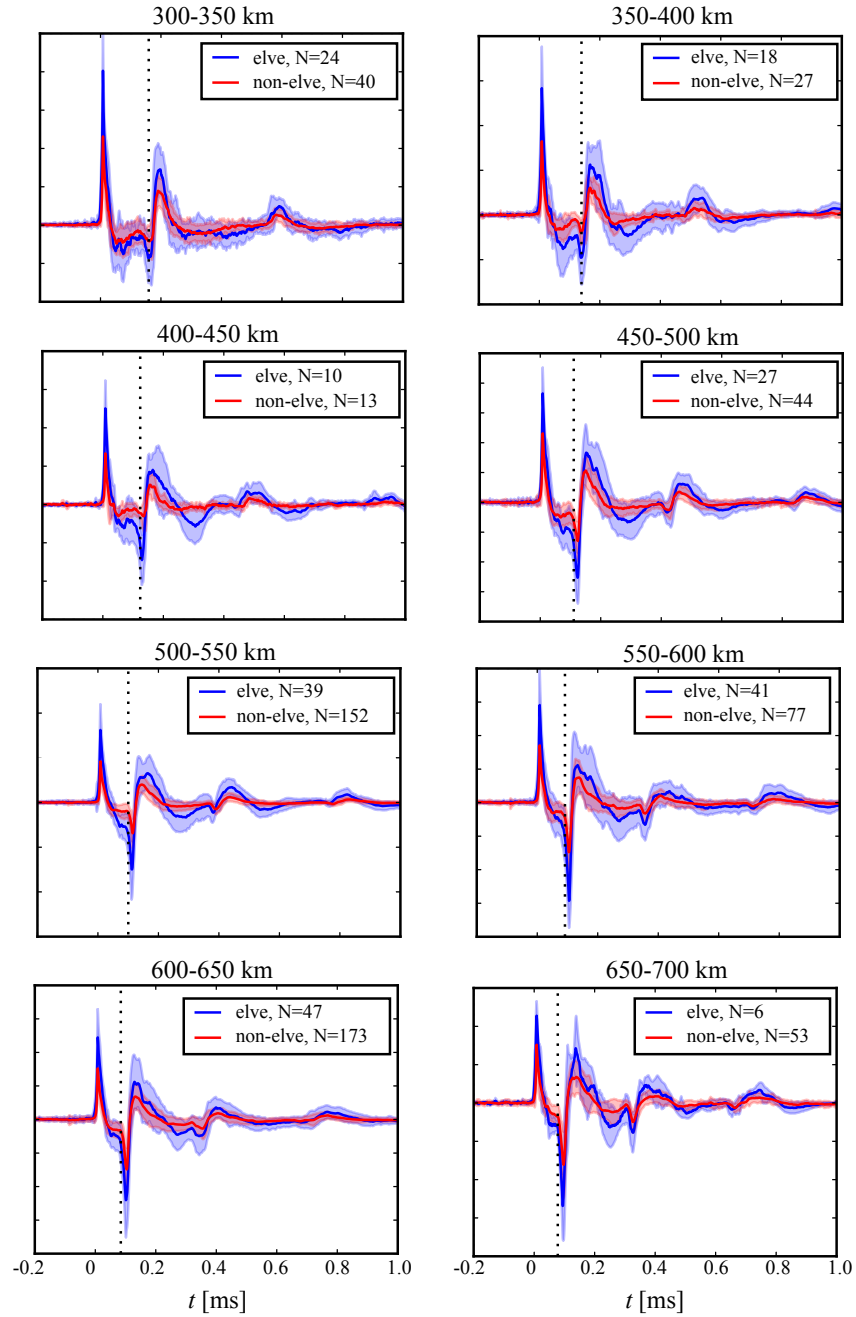 300-350 km
elve, N=24
non-elve, N=40
350-400 km
elve, N=18
non-elve, N=27
400-450 km
elve, N=10
non-elve, N=13
450-500 km
elve, N=27
non-elve, N=44
500-550 km
elve, N=39
non-elve, N=152
550-600 km
elve, N=41
non-elve, N=77
600-650 km
elve, N=47
non-elve, N=173
650-700 km
elve, N=6
non-elve, N=53
-0.2 0 0.2 0.4 0.6 0.8 1.0
t [ms]
-0.2 0 0.2 0.4 0.6 0.8 1.0
t [ms]